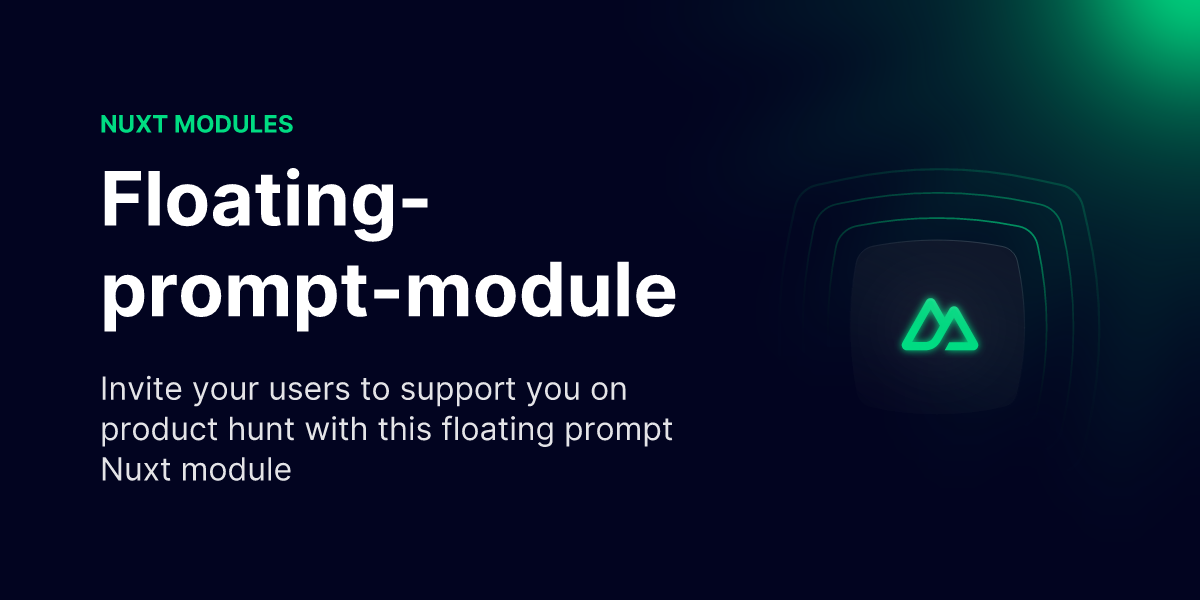 NUXT MODULES
Floating-
prompt-module
Invite your users to support you on
product hunt with this floating prompt
Nuxt module